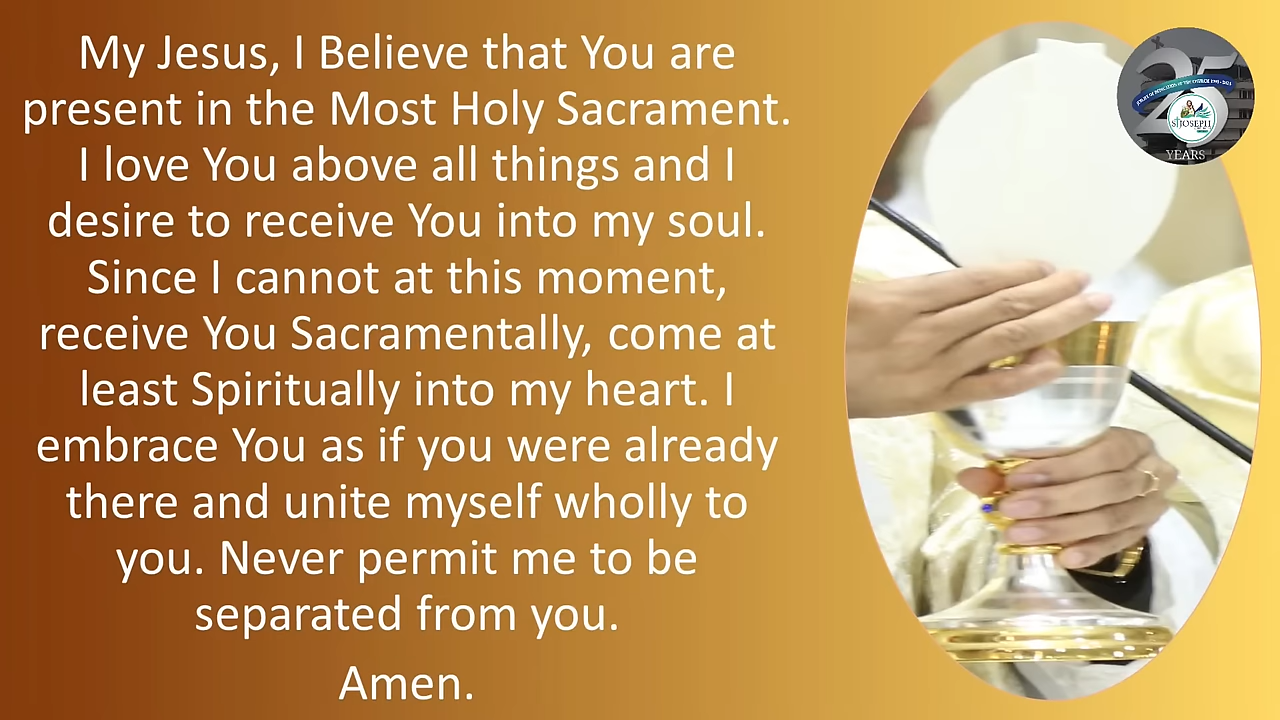 My Jesus, I Believe that You are
present in the Most Holy Sacrament.
I love You above all things and I
desire to receive You into my soul.
Since I cannot at this moment,
receive You Sacramentally, come at
least Spiritually into my heart. I
embrace You as if you were already
there and unite myself wholly to
you. Never permit me to be
separated from you.
Amen.
25
ST JOSEPH
YEARS